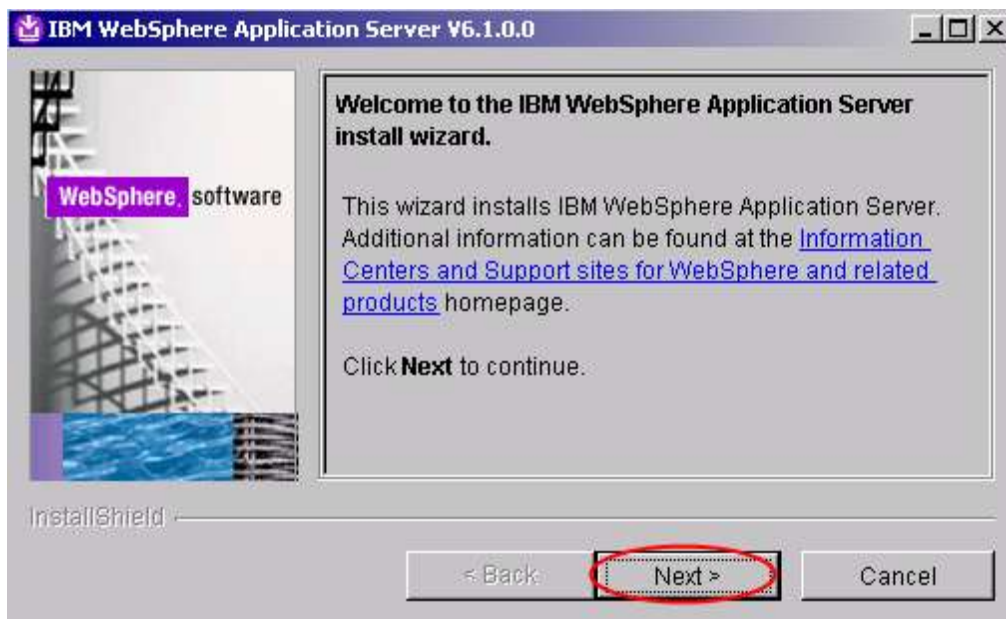 IBM WebSphere Application Server V6.1.0.0
Welcome to the IBM WebSphere Application Server
install wizard.
WebSphere. software
This wizard installs IBM WebSphere Application Server.
Additional information can be found at the Information
Centers and Support sites for WebSphere and related
products homepage.
Click Next to continue.
InstallShield
< Back
Next >
Cancel